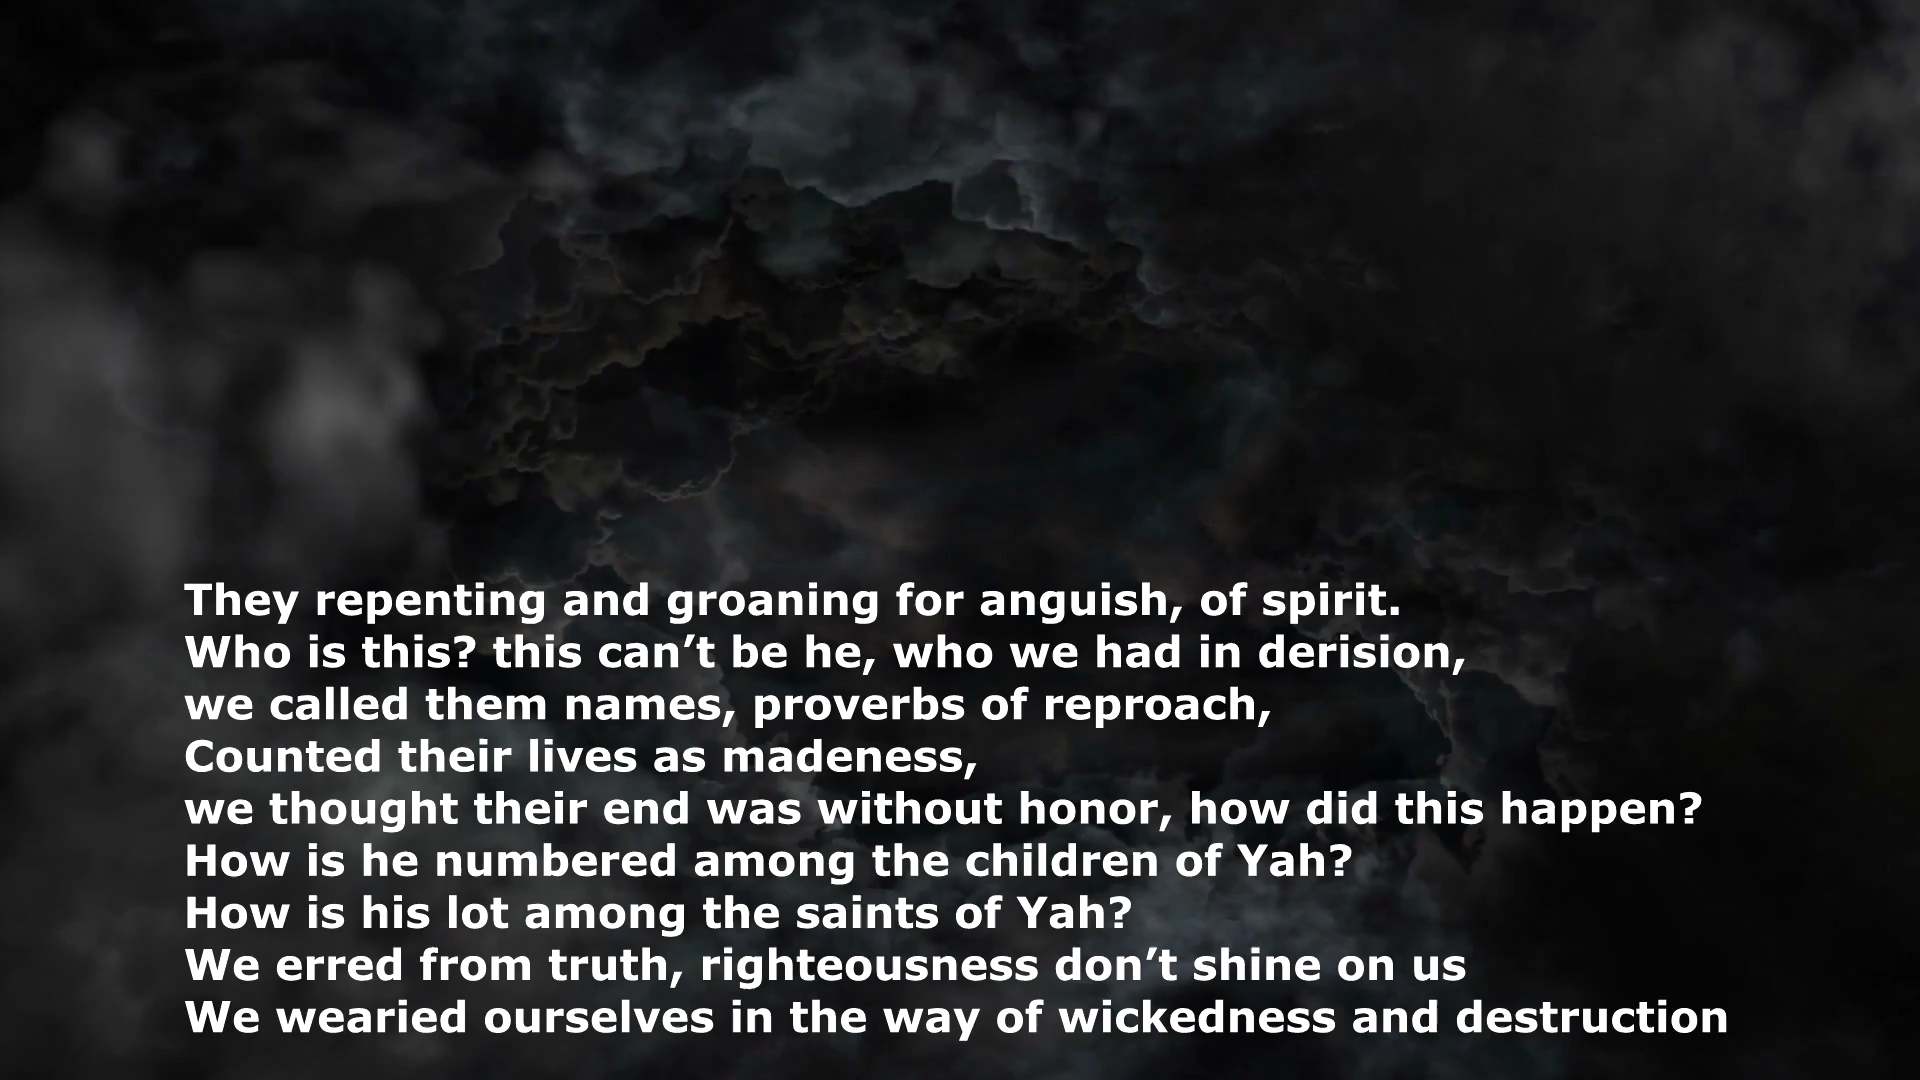 They repenting and groaning for anguish, of spirit.
Who is this? this can’t be he, who we had in derision,
we called them names, proverbs of reproach,
Counted their lives as madeness,
we thought their end was without honor, how did this happen?
How is he numbered among the children of Yah?
How is his lot among the saints of Yah?
We erred from truth, righteousness don’t shine on us
We wearied ourselves in the way of wickedness and destruction